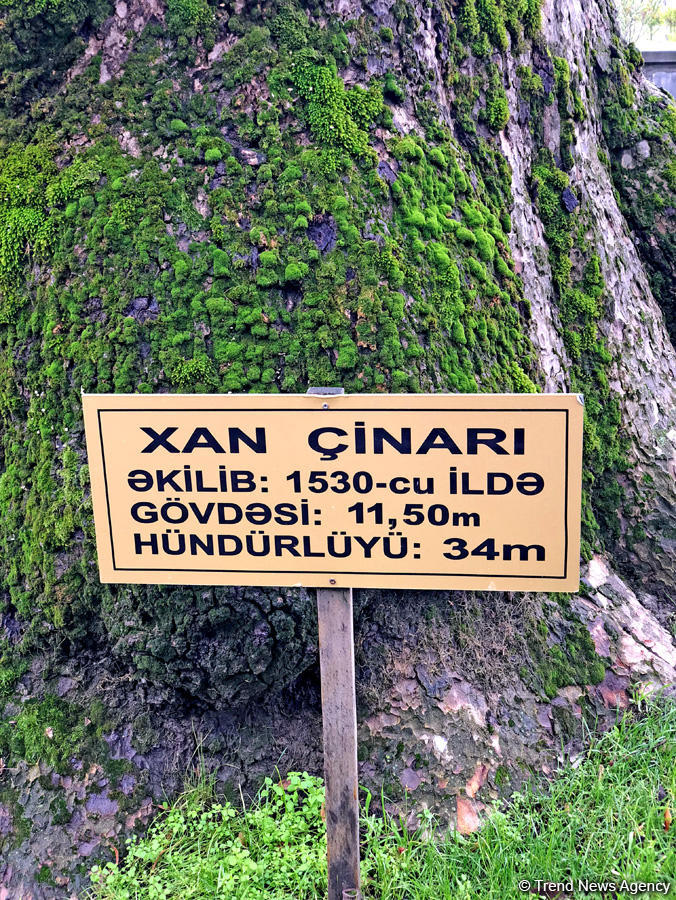 XAN ÇİNARI
ƏKİLİB: 1530-cu İLDƏ
GÖVDƏSİ: 11,50m
HÜNDÜRLÜYÜ: 34m
© Trend News Agency